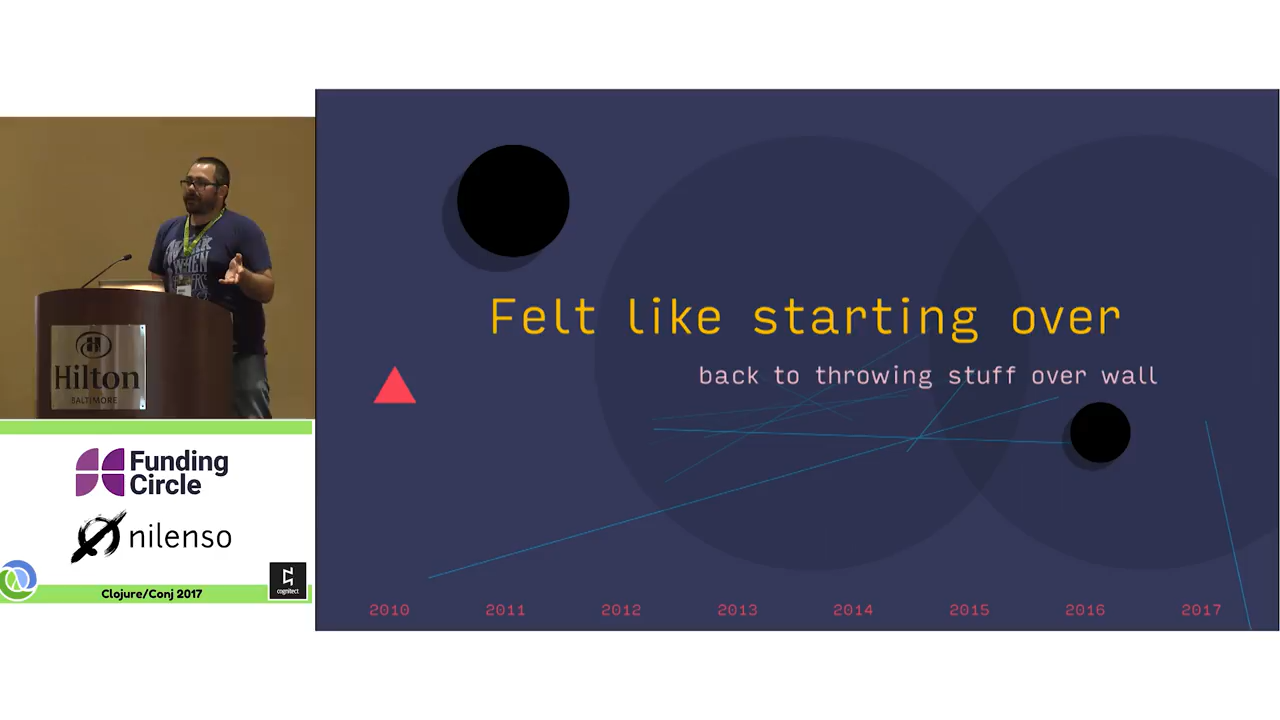 WHEN
H
Hilton
BALTIMORE
Funding
Circle
nilenso
Clojure/Conj 2017
cognitect
Felt like starting over
back to throwing stuff over wall
2010 2011 2012 2013 2014 2015 2016 2017